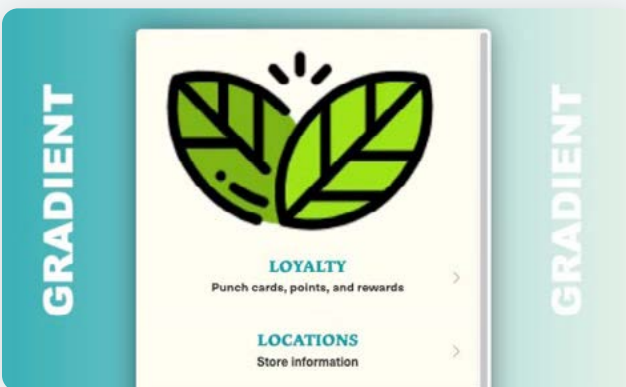 GRADIENT
LOYALTY
Punch cards, points, and rewards
LOCATIONS
Store information
GRADIENT